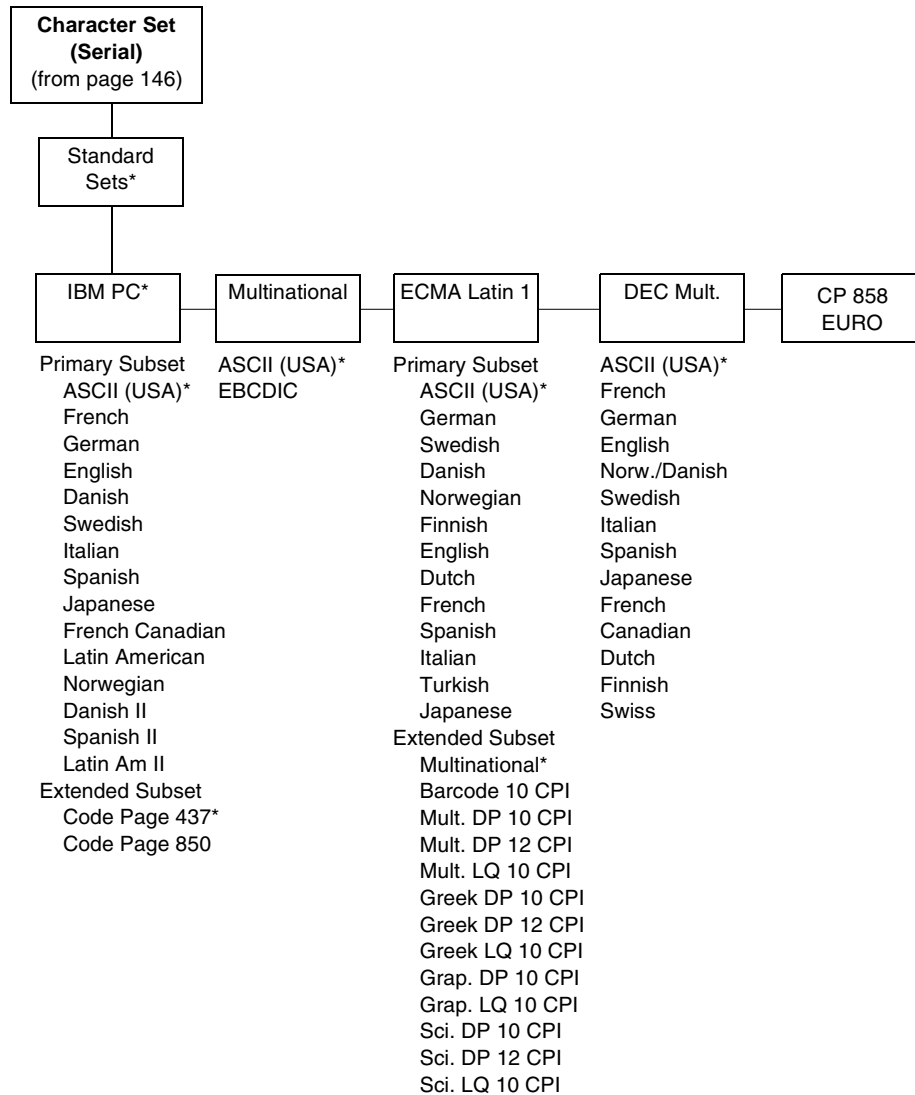 Character Set
(Serial)
(from page 146)
Standard
Sets*
IBM PC*
Primary Subset
ASCII (USA)*
French
German
English
Danish
Swedish
Italian
Spanish
Japanese
French Canadian
Latin American
Norwegian
Danish II
Spanish II
Latin Am II
Extended Subset
Code Page 437*
Code Page 850
Multinational
ASCII (USA)*
EBCDIC
ECMA Latin 1
Primary Subset
ASCII (USA)*
German
Swedish
Danish
Norwegian
Finnish
English
Dutch
French
Spanish
Italian
Turkish
Japanese
Extended Subset
Multinational*
Barcode 10 CPI
Mult. DP 10 CPI
Mult. DP 12 CPI
Mult. LQ 10 CPI
Greek DP 10 CPI
Greek DP 12 CPI
Greek LQ 10 CPI
Grap. DP 10 CPI
Grap. LQ 10 CPI
Sci. DP 10 CPI
Sci. DP 12 CPI
Sci. LQ 10 CPI
DEC Mult.
ASCII (USA)*
French
German
English
Norw./Danish
Swedish
Italian
Spanish
Japanese
French
Canadian
Dutch
Finnish
Swiss
CP 858
EURO